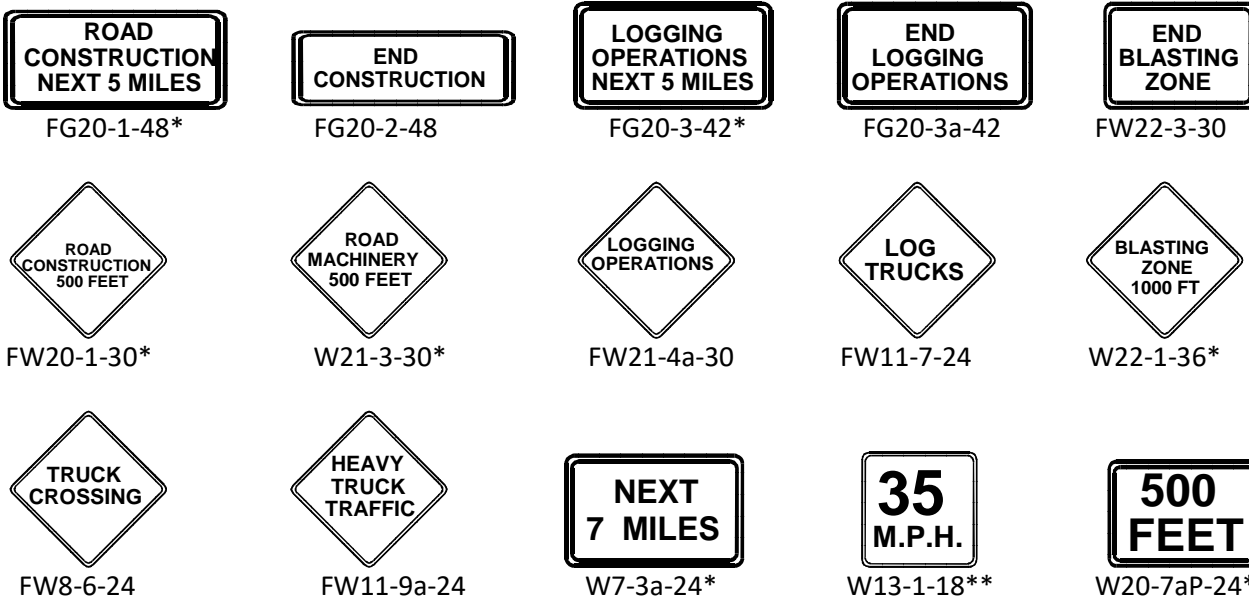 ROAD
CONSTRUCTION
NEXT 5 MILES
FG20-1-48*
END
CONSTRUCTION
FG20-2-48
LOGGING
OPERATIONS
NEXT 5 MILES
FG20-3-42*
END
LOGGING
OPERATIONS
FG20-3a-42
END
BLASTING
ZONE
FW22-3-30
ROAD
CONSTRUCTION
500 FEET
FW20-1-30*
ROAD
MACHINERY
500 FEET
W21-3-30*
LOGGING
OPERATIONS
FW21-4a-30
LOG
TRUCKS
FW11-7-24
BLASTING
ZONE
1000 FT
W22-1-36*
TRUCK
CROSSING
FW8-6-24
HEAVY
TRUCK
TRAFFIC
FW11-9a-24
NEXT
7 MILES
W7-3a-24*
35
M.P.H.
W13-1-18**
500
FEET
W20-7aP-24*